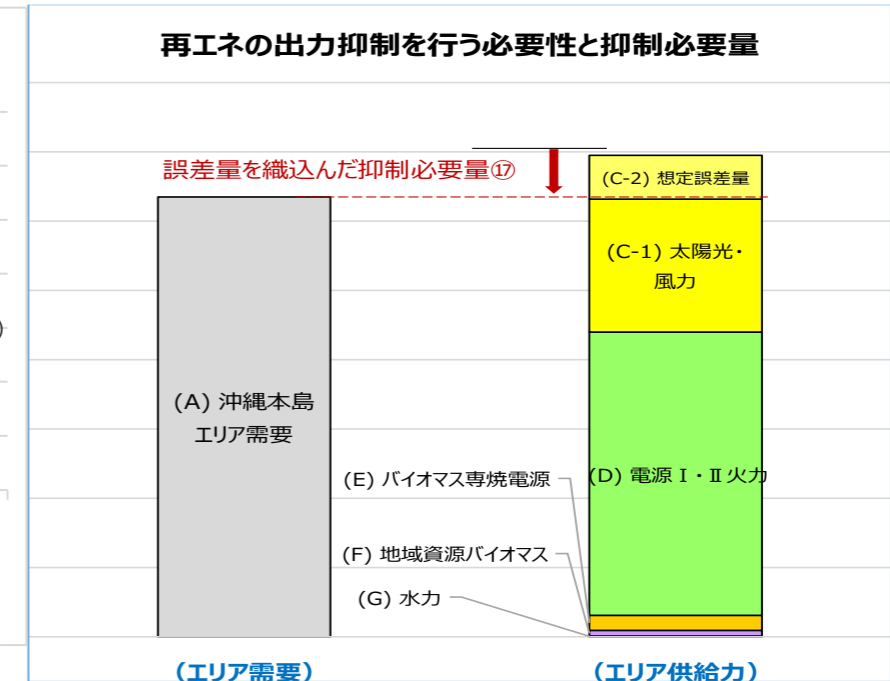 再エネの出力抑制を行う必要性と抑制必要量
誤差量を織込んだ抑制必要量⑰
(C-2) 想定誤差量
(C-1) 太陽光・
風力
)
(A) 沖縄本島
エリア需要
(E) バイオマス専焼電源
(D) 電源Ⅰ・Ⅱ火力
(F) 地域資源バイオマス
(G) 水力
(エリア需要)
(エリア供給力)